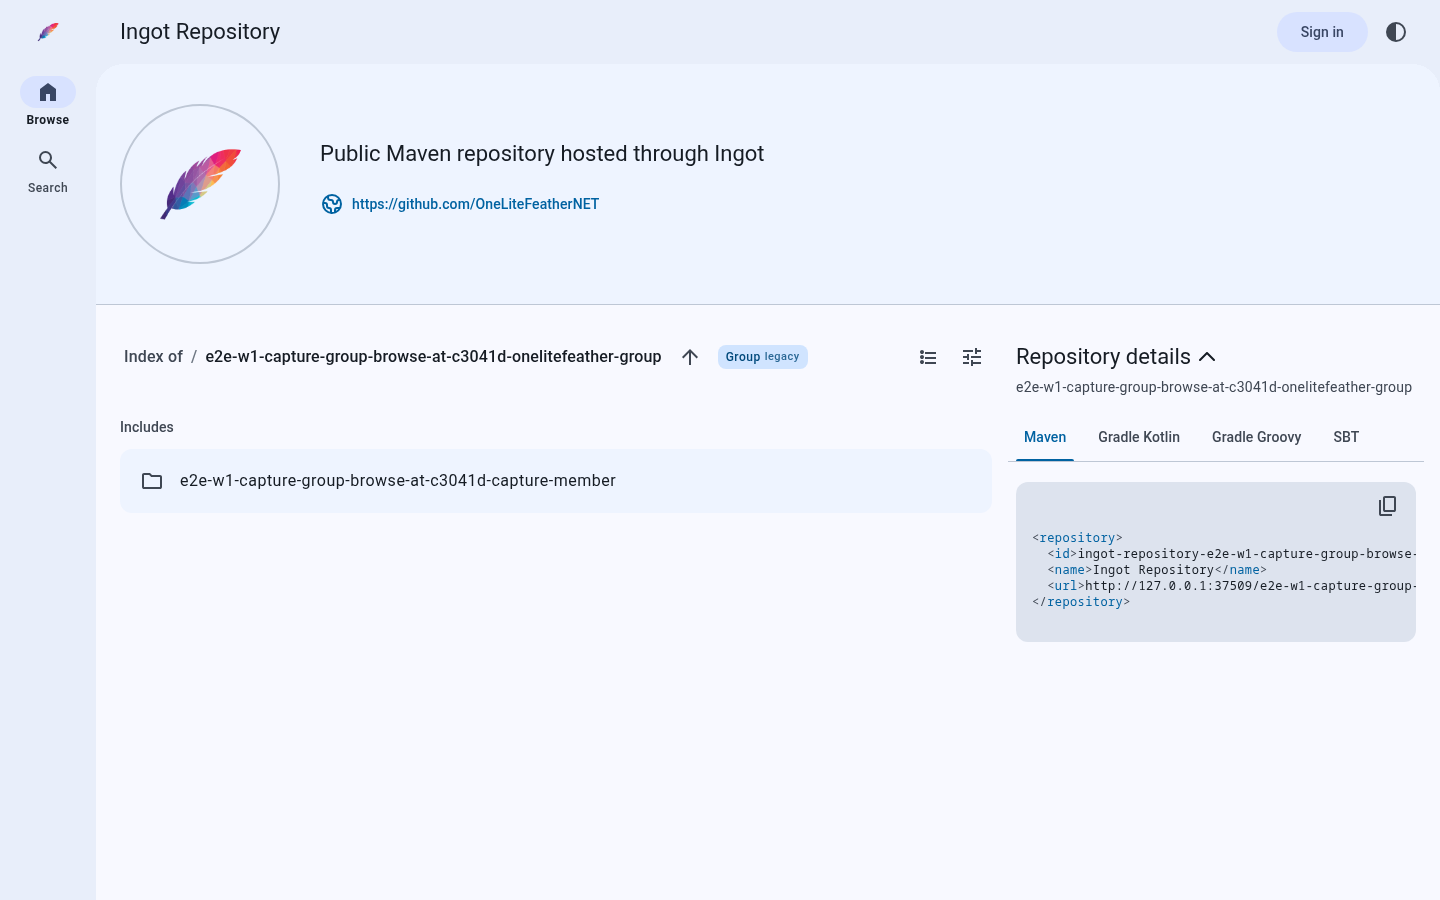 Ingot Repository
Sign in
Browse
Search
Public Maven repository hosted through Ingot
https://github.com/OneLiteFeatherNET
Index of / e2e-w1-capture-group-browse-at-c3041d-onelitefeather-group
Group legacy
Includes
e2e-w1-capture-group-browse-at-c3041d-capture-member
Repository details
e2e-w1-capture-group-browse-at-c3041d-onelitefeather-group
Maven Gradle Kotlin Gradle Groovy SBT
<repository>
<id>ingot-repository-e2e-w1-capture-group-browse-
<name>Ingot Repository</name>
<url>http://127.0.0.1:37509/e2e-w1-capture-group-
</repository>